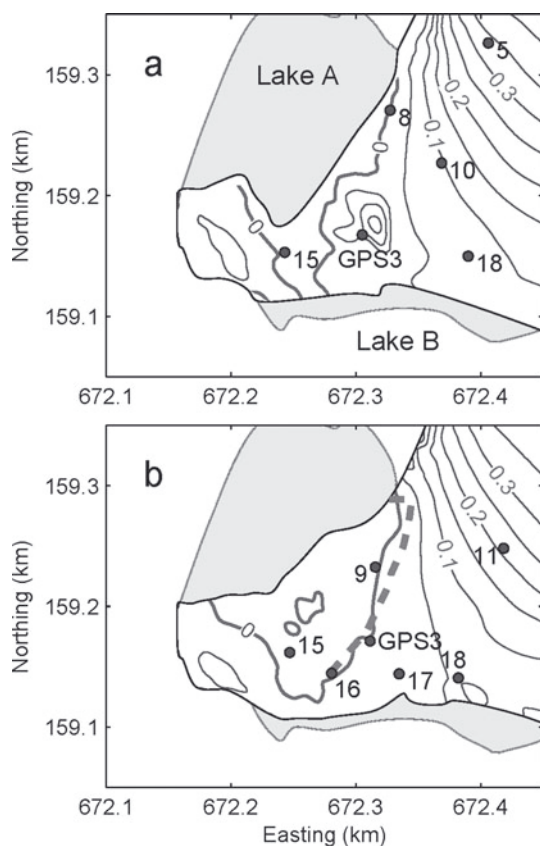 a
Lake A
Lake B
0
0
0.1
0.2
0.3
5
8
10
15
GPS3
18
159.3
159.2
159.1
Northing (km)
672.1 672.2 672.3 672.4
b
0
0.1
0.2
0.3
9
11
15
GPS3
16
17
18
159.3
159.2
159.1
Northing (km)
672.1 672.2 672.3 672.4
Easting (km)